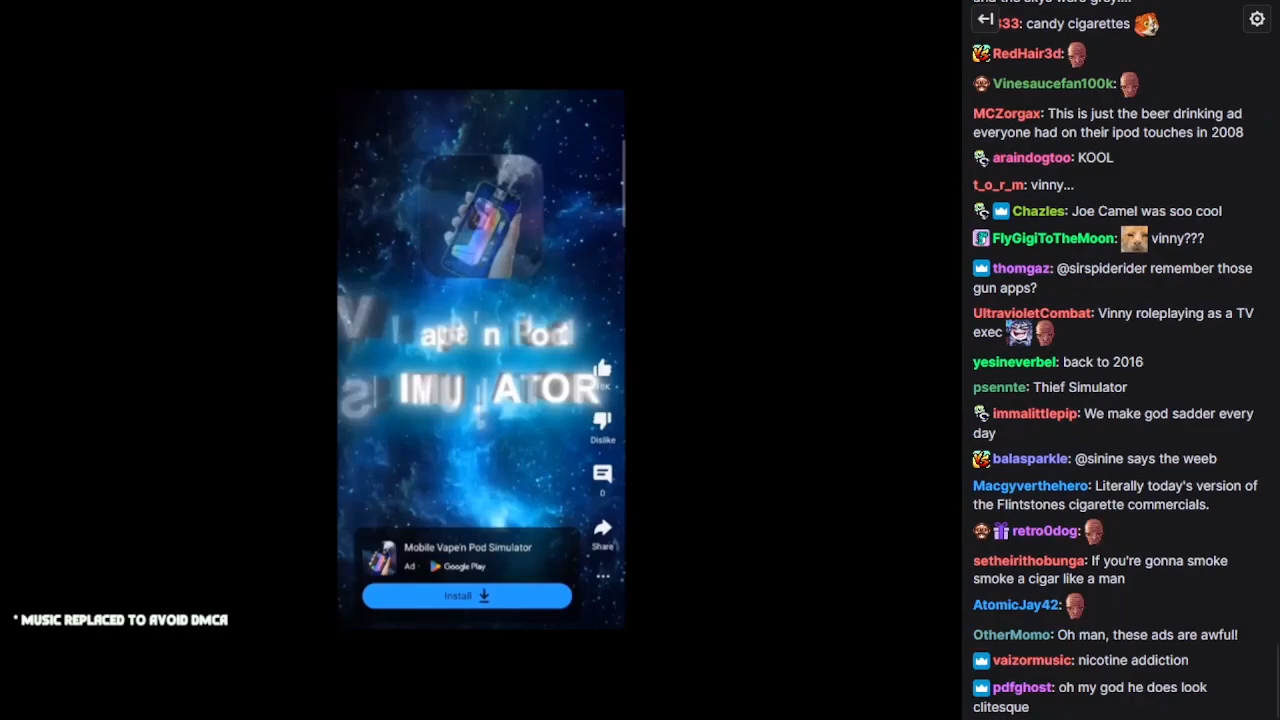 Vape'n Pod
SIMULATOR
16K
Dislike
0
Share
Mobile Vape'n Pod Simulator
Ad · Google Play
Install
* MUSIC REPLACED TO AVOID DMCA
333: candy cigarettes
RedHair3d:
Vinesaucefan100k:
MCZorgax: This is just the beer drinking ad
everyone had on their ipod touches in 2008
araindogtoo: KOOL
t_o_r_m: vinny...
Chazles: Joe Camel was soo cool
FlyGigiToTheMoon: vinny???
thomgaz: @sirspiderider remember those
gun apps?
UltravioletCombat: Vinny roleplaying as a TV
exec
yesineverbel: back to 2016
psennte: Thief Simulator
immalittlepip: We make god sadder every
day
balasparkle: @sinine says the weeb
Macgyverthehero: Literally today's version of
the Flintstones cigarette commercials.
retro0dog:
setheirithobunga: If you're gonna smoke
smoke a cigar like a man
AtomicJay42:
OtherMomo: Oh man, these ads are awful!
vaizormusic: nicotine addiction
pdfghost: oh my god he does look
clitesque